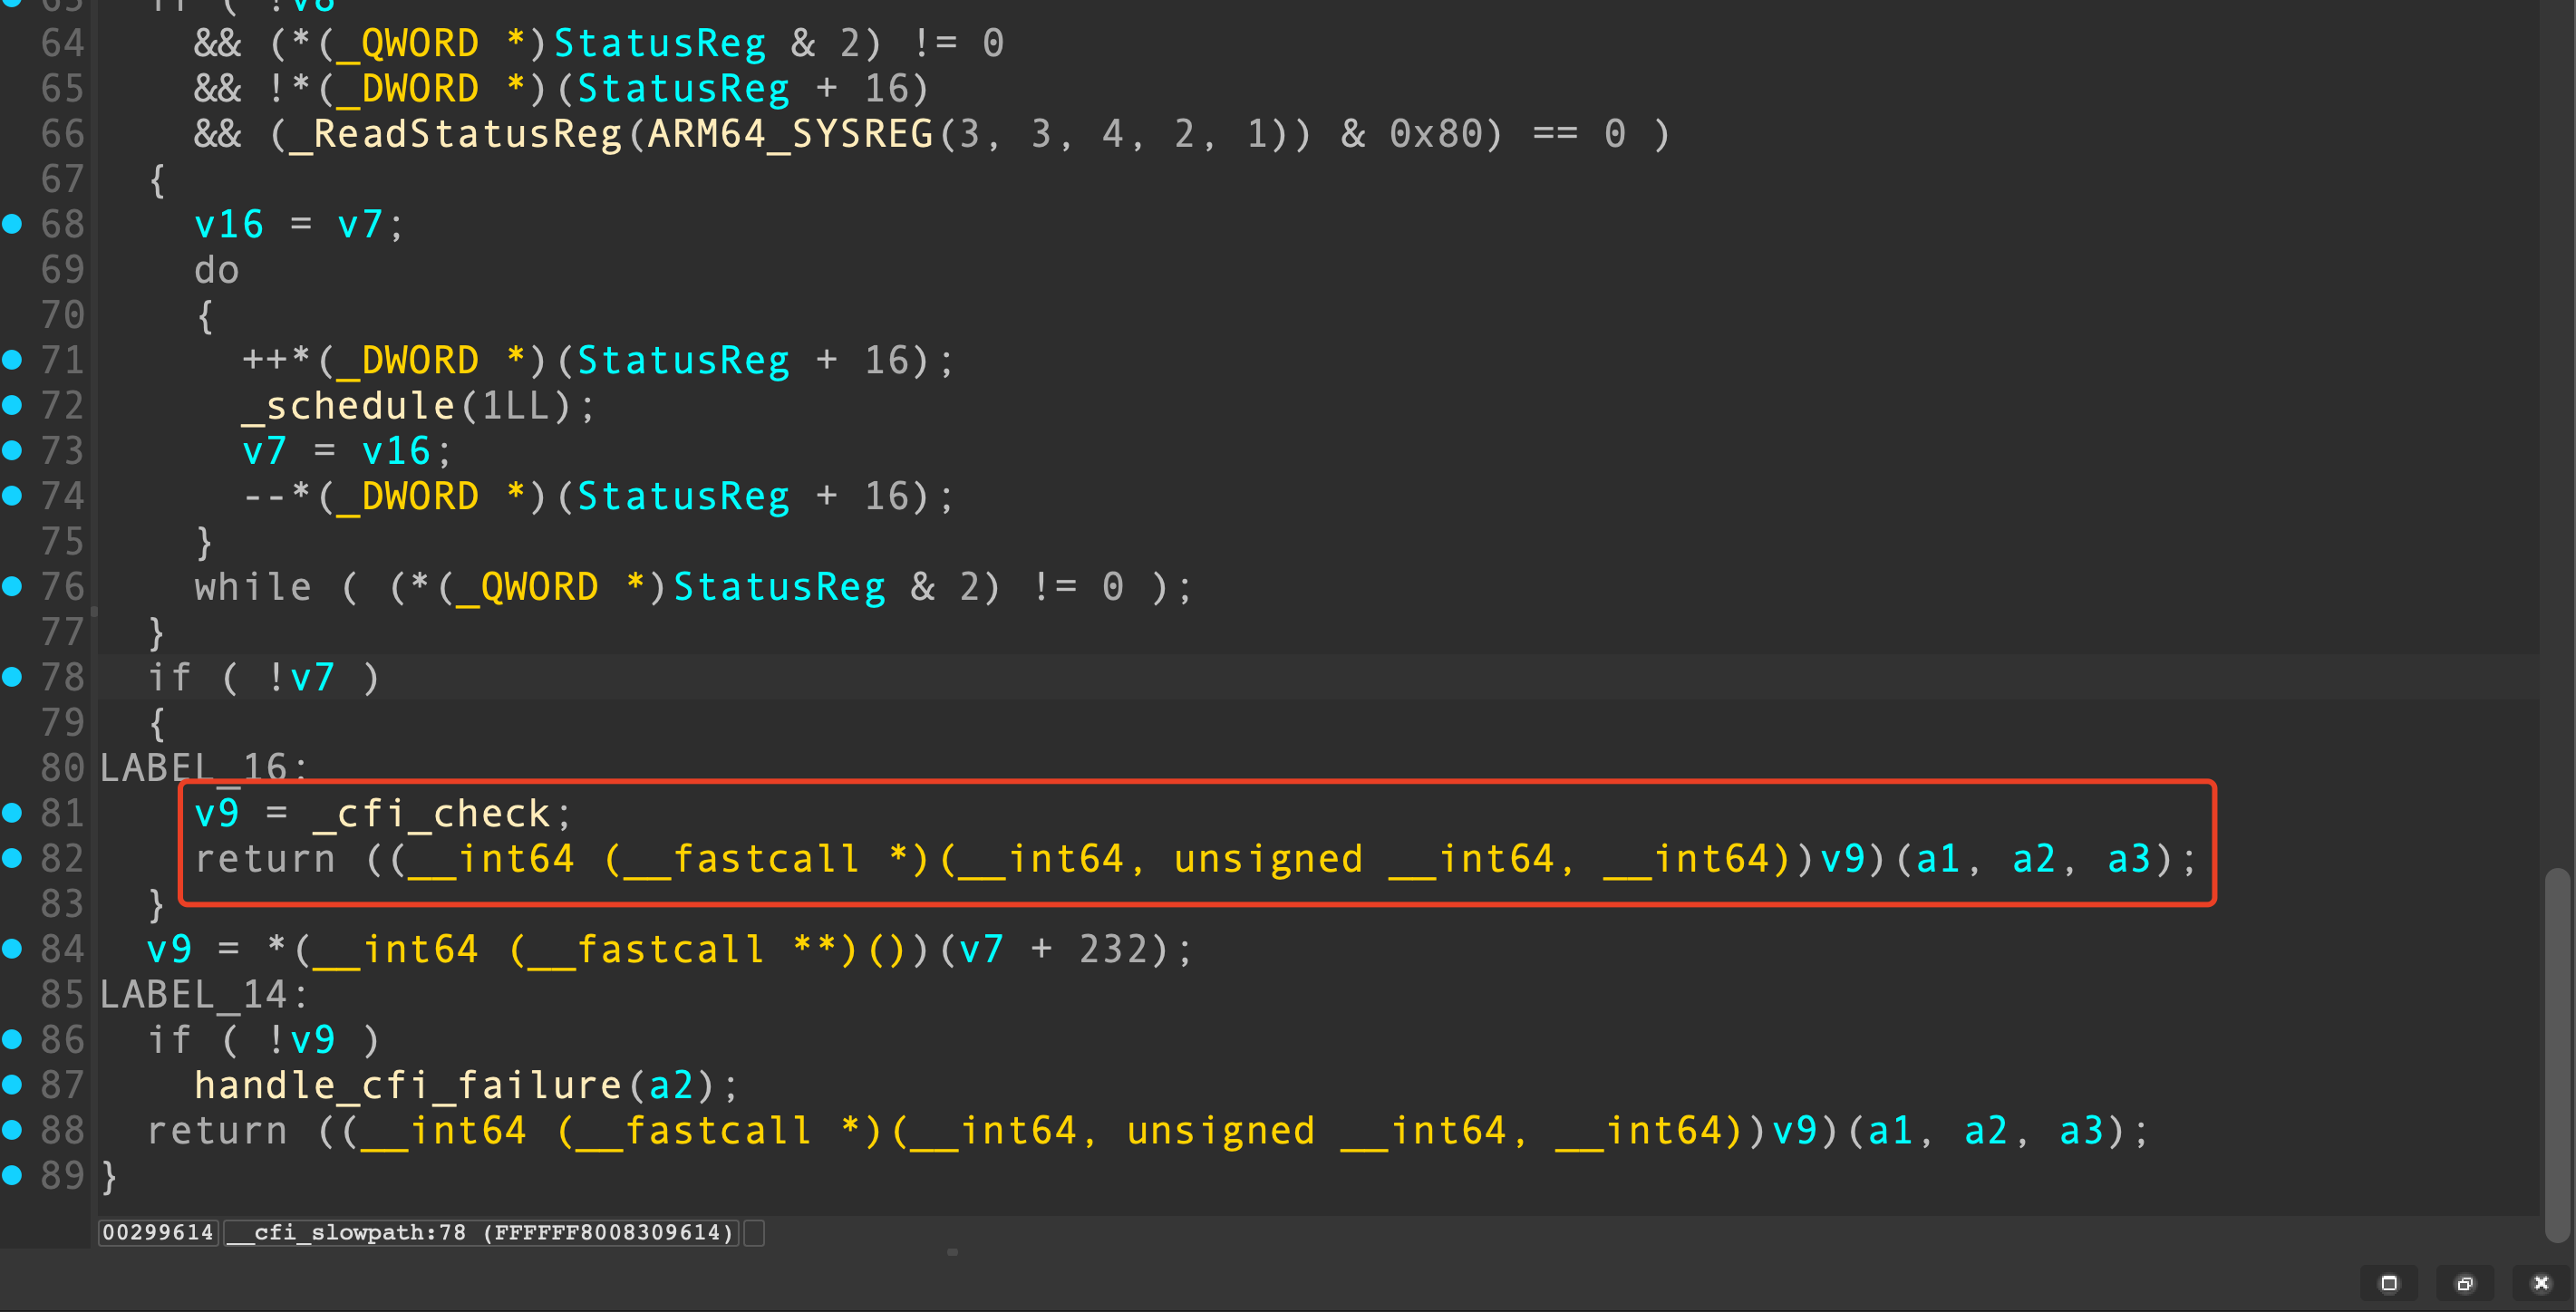 65 if ( !v8
64 && (*(_QWORD *)StatusReg & 2) != 0
65 && !*(_DWORD *)(StatusReg + 16)
66 && (_ReadStatusReg(ARM64_SYSREG(3, 3, 4, 2, 1)) & 0x80) == 0 )
67 {
68 v16 = v7;
69 do
70 {
71 ++*(_DWORD *)(StatusReg + 16);
72 _schedule(1LL);
73 v7 = v16;
74 --*(_DWORD *)(StatusReg + 16);
75 }
76 while ( (*(_QWORD *)StatusReg & 2) != 0 );
77 }
78 if ( !v7 )
79 {
80 LABEL_16:
81 v9 = _cfi_check;
82 return ((__int64 (__fastcall *)(__int64, unsigned __int64, __int64))v9)(a1, a2, a3);
83 }
84 v9 = *(__int64 (__fastcall **)())(v7 + 232);
85 LABEL_14:
86 if ( !v9 )
87 handle_cfi_failure(a2);
88 return ((__int64 (__fastcall *)(__int64, unsigned __int64, __int64))v9)(a1, a2, a3);
89 }
00299614 __cfi_slowpath:78 (FFFFFF8008309614)